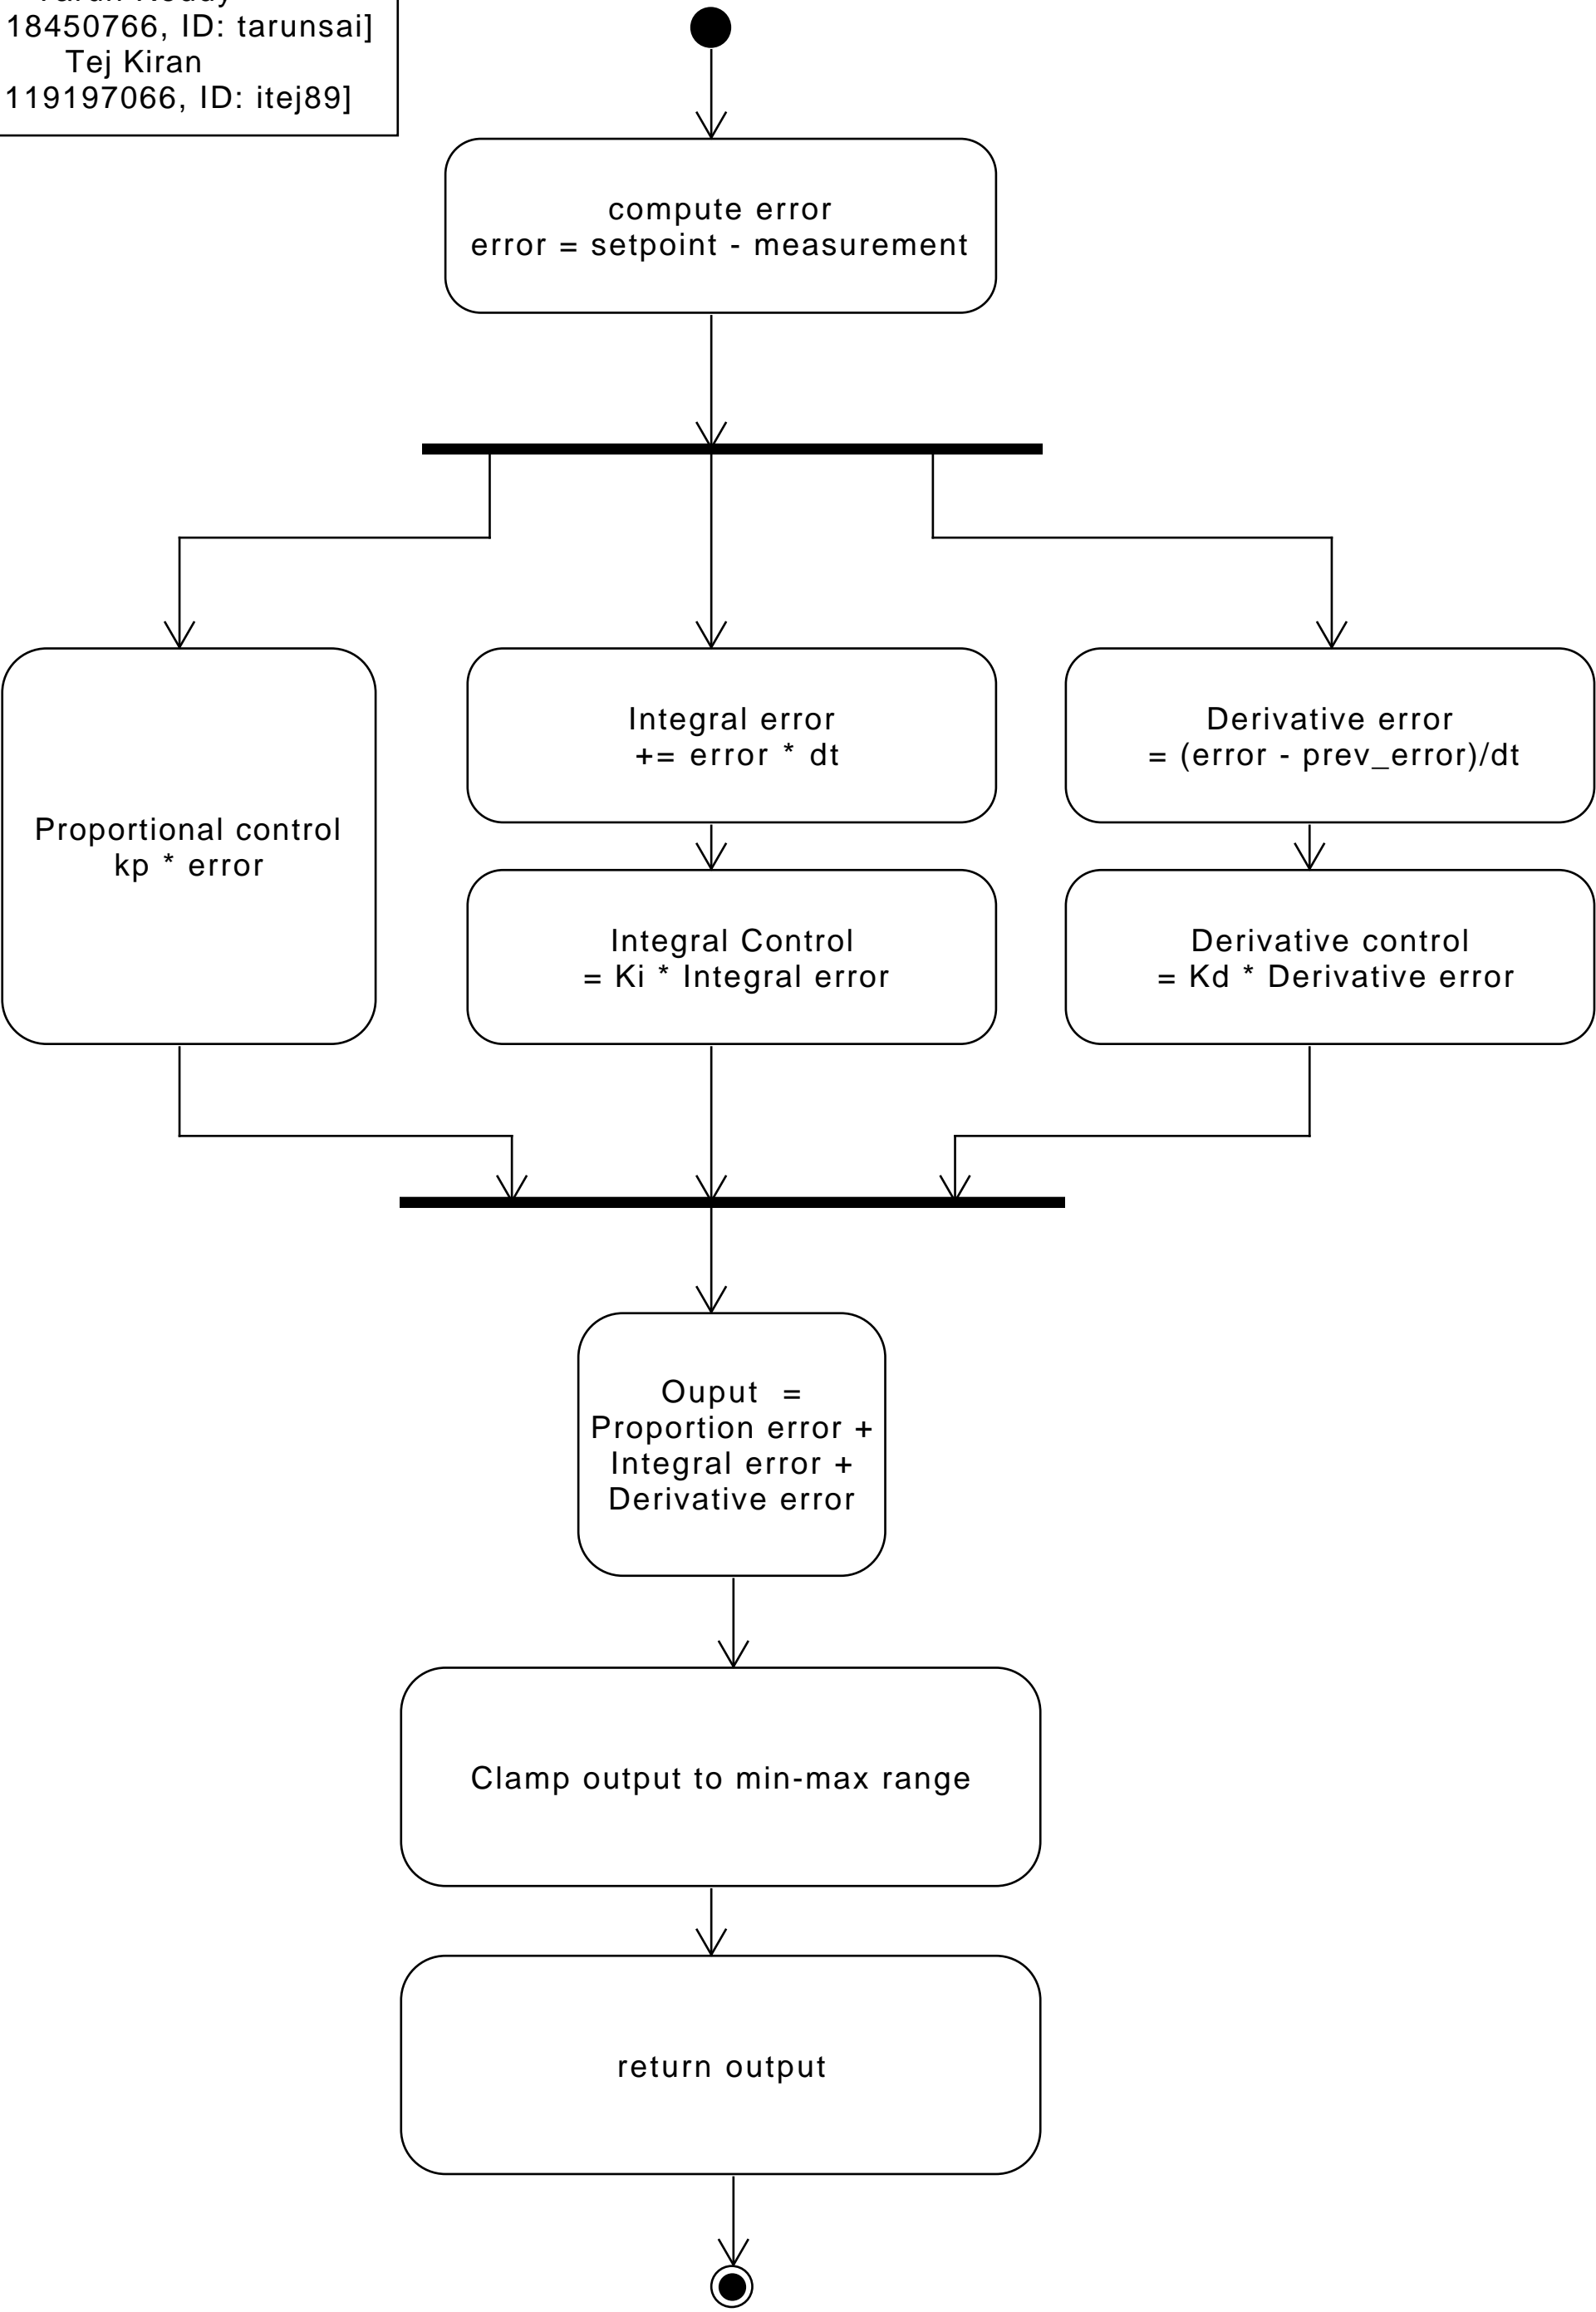 18450766, ID: tarunsai]
Tej Kiran
119197066, ID: itej89]
compute error
error = setpoint - measurement
Proportional control
kp * error
Integral error
+= error * dt
Integral Control
= Ki * Integral error
Derivative error
= (error - prev_error)/dt
Derivative control
= Kd * Derivative error
Ouput  =
Proportion error +
Integral error +
Derivative error
Clamp output to min-max range
return output